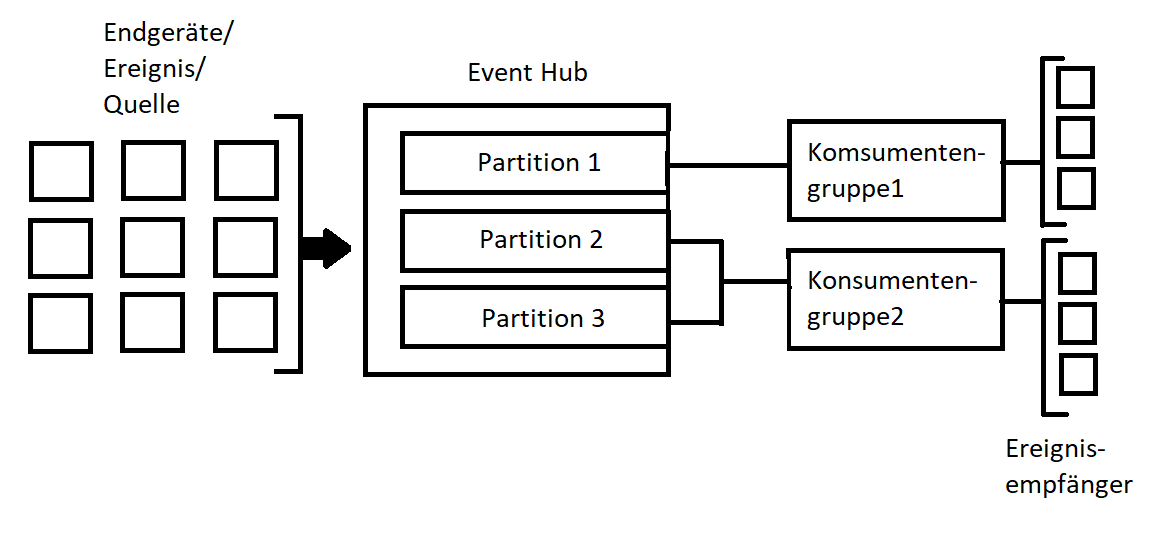 Endgeräte/
Ereignis/
Quelle
Event Hub
Partition 1
Partition 2
Partition 3
Komsumenten-
gruppe1
Konsumenten-
gruppe2
Ereignis-
empfänger